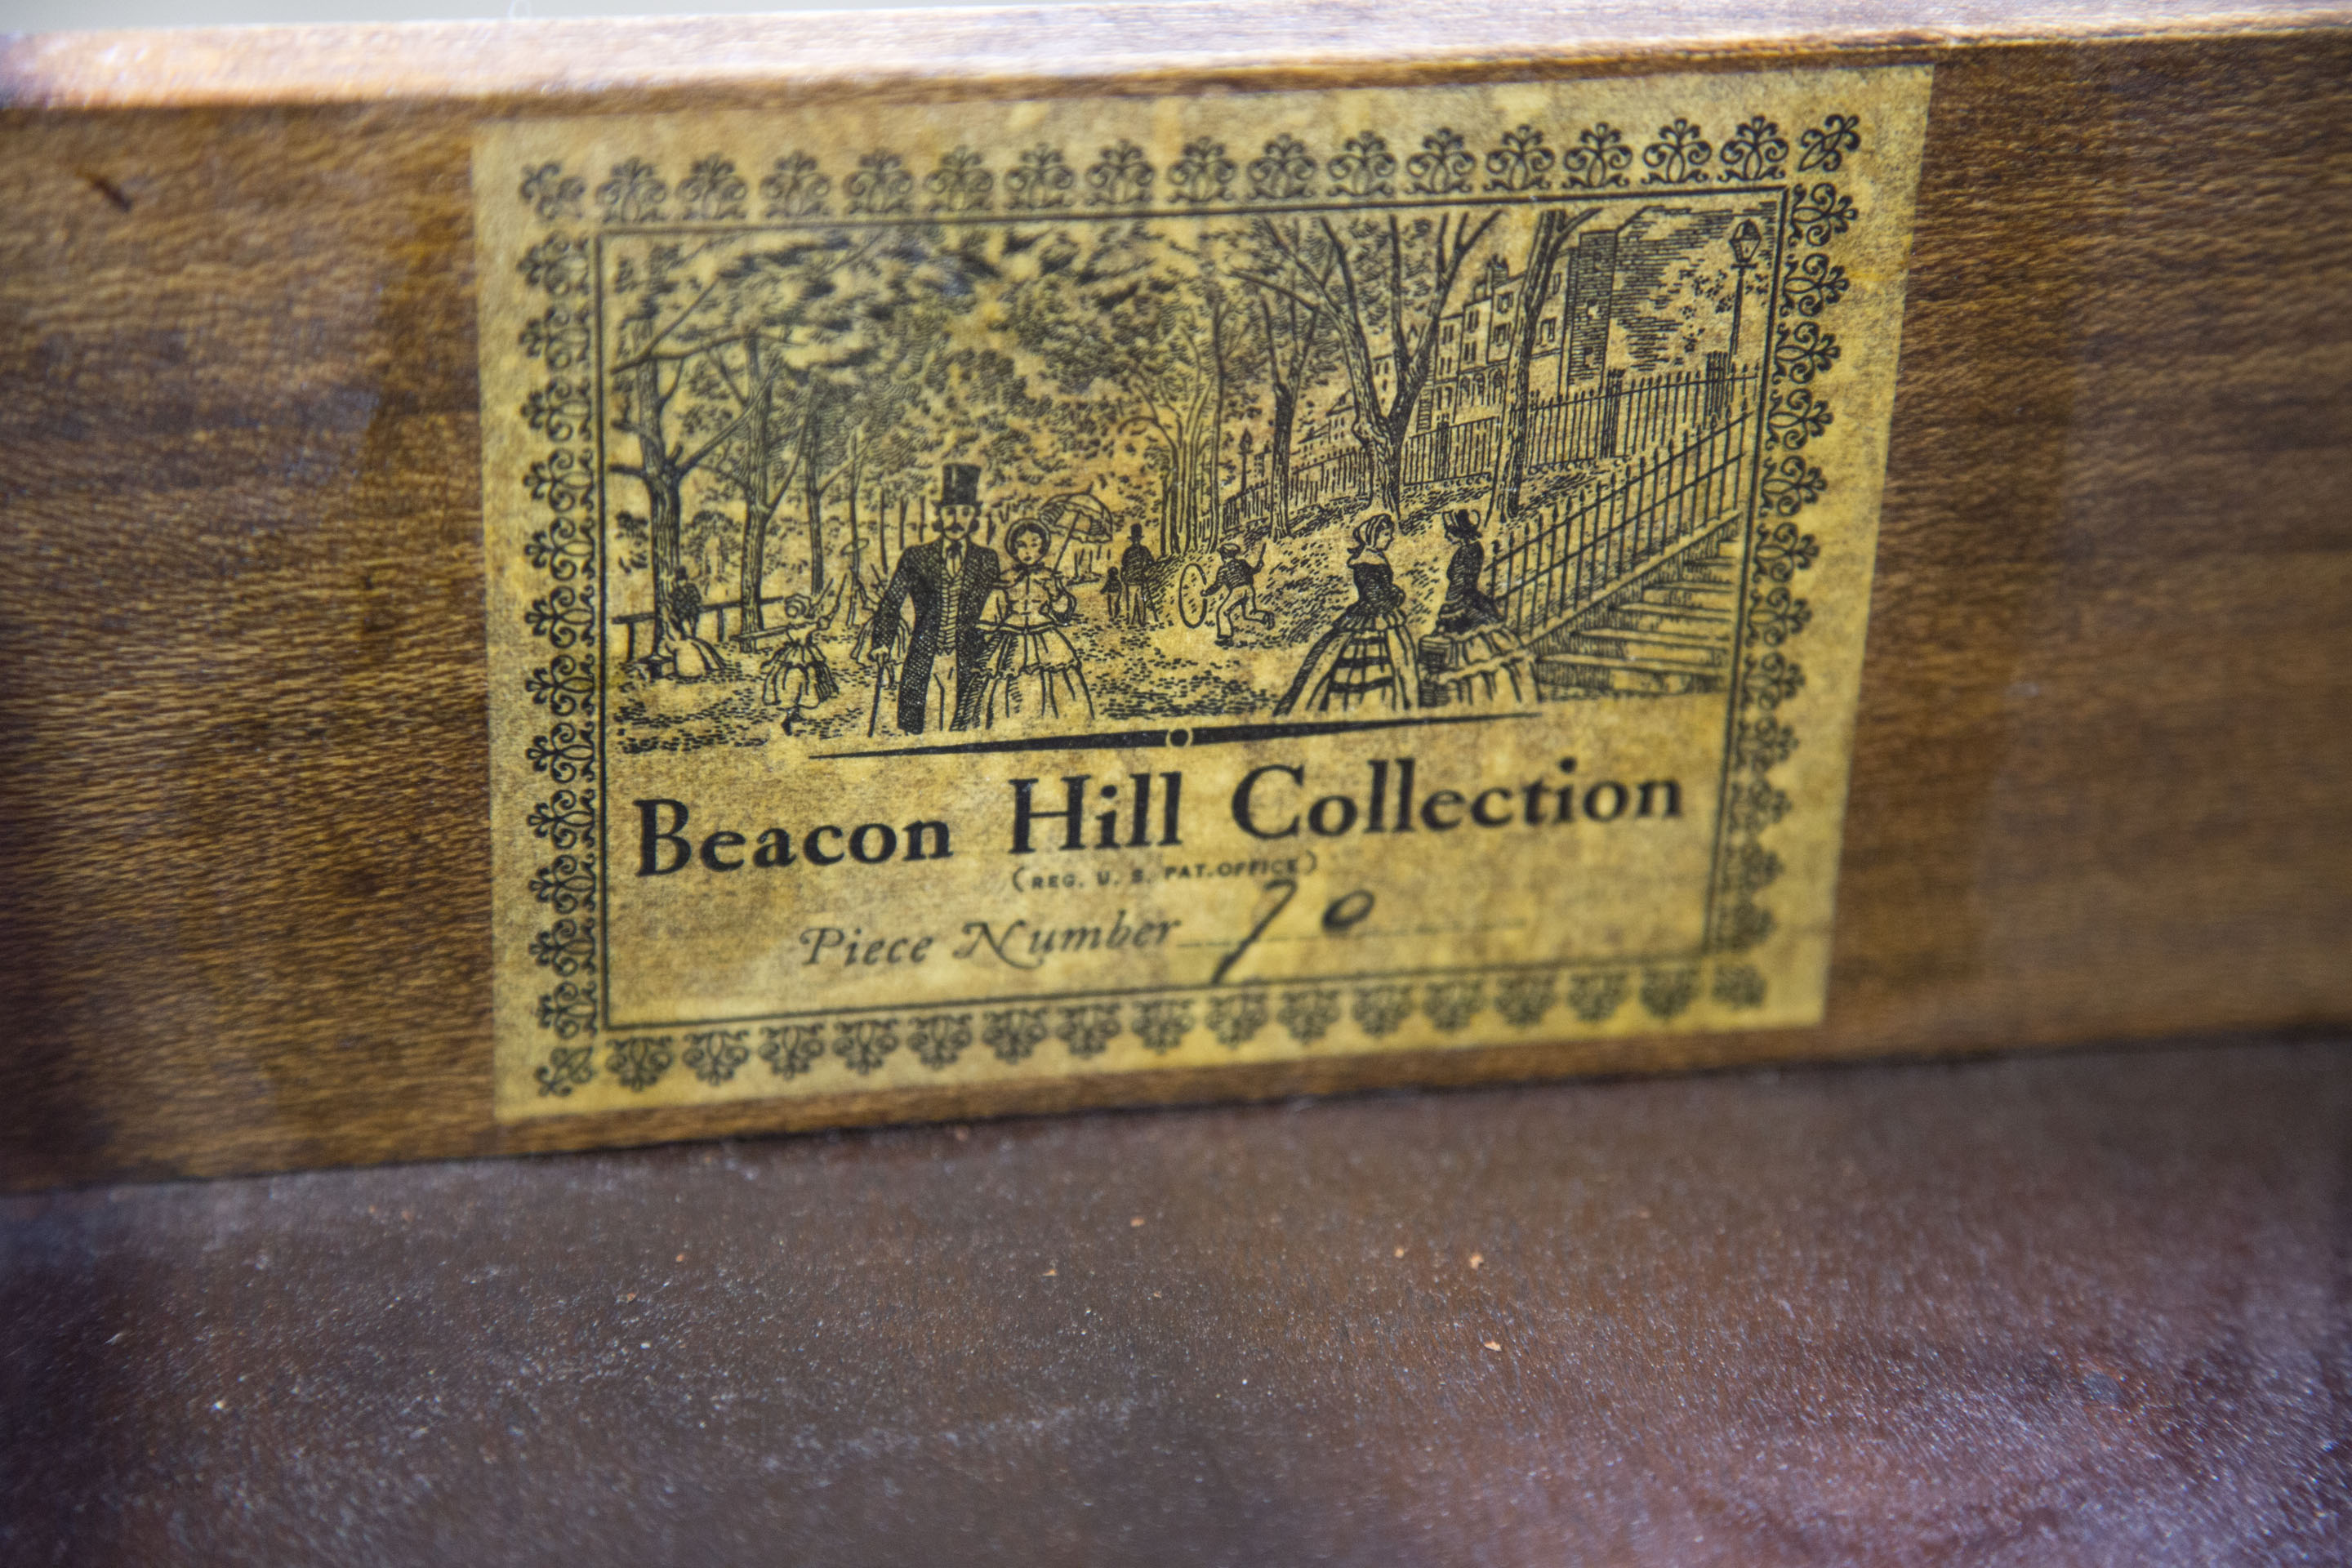 Beacon Hill Collection
(REG. U. S. PAT. OFFICE)
Piece Number 70